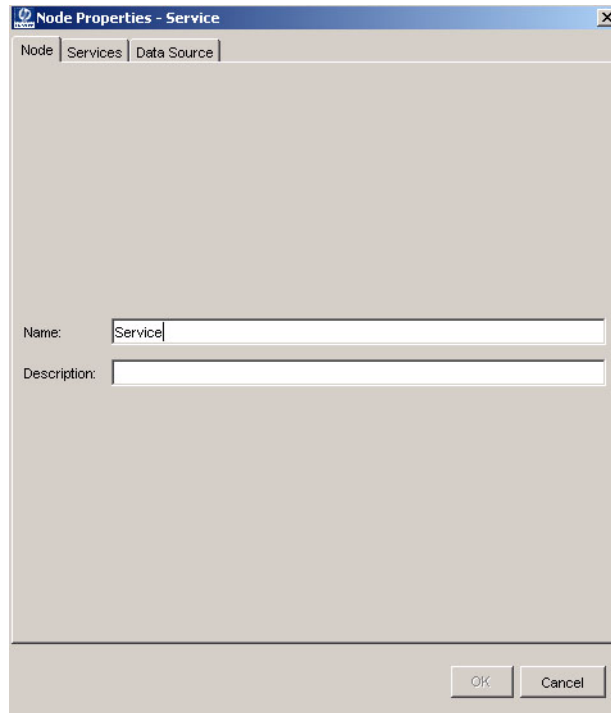 Node Properties - Service
Node Services Data Source
Name: Service
Description:
OK Cancel